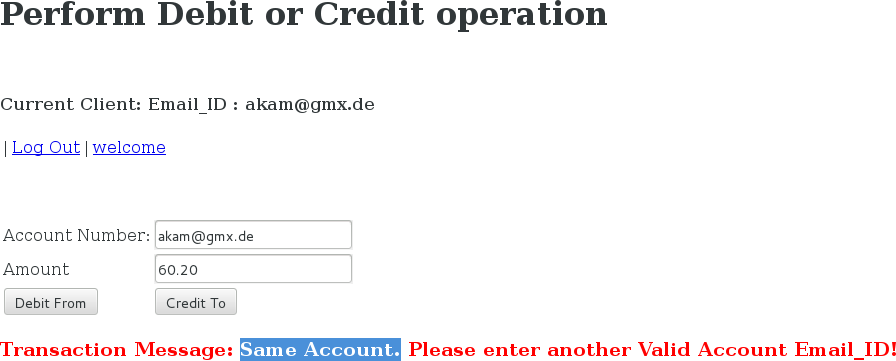 Perform Debit or Credit operation
Current Client: Email_ID : akam@gmx.de
| Log Out | welcome
Account Number: akam@gmx.de
Amount 60.20
Debit From Credit To
Transaction Message: Same Account. Please enter another Valid Account Email_ID: